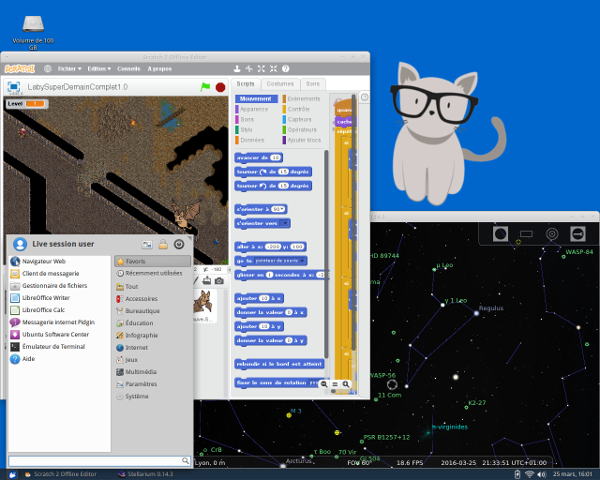 Volume de 100
GB
Scratch 2 Offline Editor
SCRATCH
Fichier
Edition
Conseils
A propos
LabySuperDemainComplet1.0
Level
Scripts
Costumes
Sons
Mouvement
Evénements
Apparence
Contrôle
Sons
Capteurs
Stylo
Opérateurs
Données
Ajouter blocs
avancer de 10
tourner 15 degrés
tourner 15 degrés
s'orienter à 90
s'orienter vers
aller à x: -200 y: 100
glisser en 1 secondes à x:
ajouter 10 à x
donner la valeur 0 à x
ajouter 10 à y
donner la valeur 0 à y
rebondir si le bord est atteint
fixer le sens de rotation
Live session user
Navigateur Web
Client de messagerie
Gestionnaire de fichiers
LibreOffice Writer
LibreOffice Calc
Messagerie internet Pidgin
Ubuntu Software Center
Émulateur de Terminal
Aide
Favoris
Récemment utilisées
Tout
Accessoires
Bureautique
Éducation
Infographie
Internet
Jeux
Multimédia
Paramètres
Système
HD 89744
WASP-84
μ Leo
γ 1 Leo
Regulus
WASP-56
11 Com
K2-27
M 3
π-virginides
PSR B1257+12
CrB
τ Boo
70 Vir
GJ 504
Arcturus
Lyon, 0 m
FOV 60°
18.6 FPS
2016-03-25
21:33:51 UTC+01:00
Scratch 2 Offline Editor
Stellarium 0.14.3
25 mars, 16:01